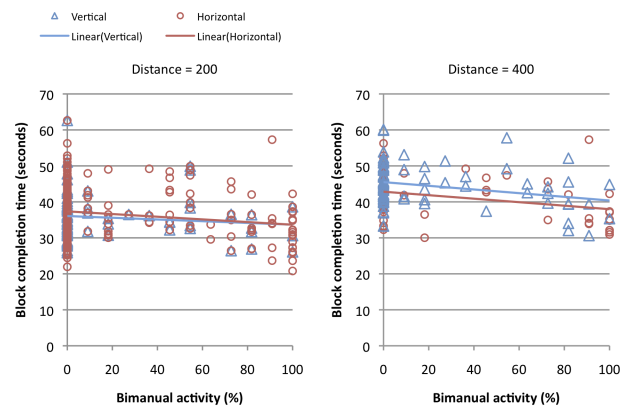 Vertical Horizontal
Linear(Vertical) Linear(Horizontal)
Distance = 200
70
60
50
40
30
20
10
0
0 20 40 60 80 100
Block completion time (seconds)
Bimanual activity (%)
Distance = 400
70
60
50
40
30
20
10
0
0 20 40 60 80 100
Block completion time (seconds)
Bimanual activity (%)